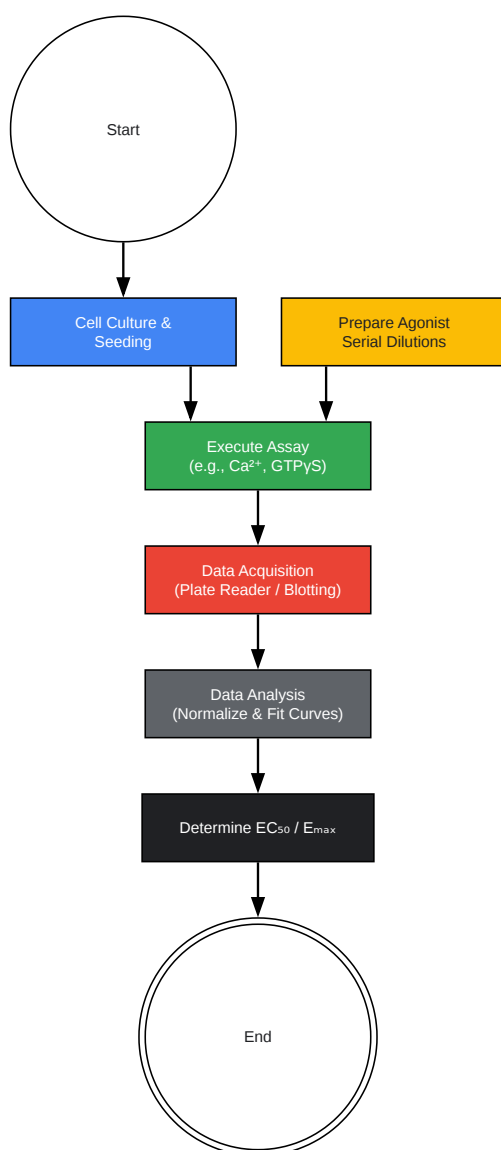 Start
Cell Culture &
Seeding
Prepare Agonist
Serial Dilutions
Execute Assay
(e.g., Ca²⁺, GTPγS)
Data Acquisition
(Plate Reader / Blotting)
Data Analysis
(Normalize & Fit Curves)
Determine EC₅₀ / Eₘₐₓ
End